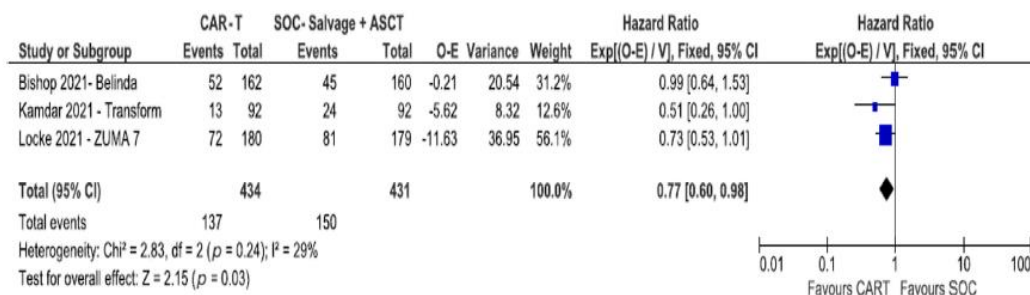 CAR-T SOC- Salvage + ASCT Hazard Ratio Hazard Ratio
Study or Subgroup Events Total Events Total O-E Variance Weight Exp[(O-E) / V], Fixed, 95% CI Exp[(O-E) / V], Fixed, 95% CI
Bishop 2021- Belinda 52 162 45 160 -0.21 20.54 31.2% 0.99 [0.64, 1.53]
Kamdar 2021 - Transform 13 92 24 92 -5.62 8.32 12.6% 0.51 [0.26, 1.00]
Locke 2021 - ZUMA 7 72 180 81 179 -11.63 36.95 56.1% 0.73 [0.53, 1.01]
Total (95% CI) 434 431 100.0% 0.77 [0.60, 0.98]
Total events 137 150
Heterogeneity: Chi² = 2.83, df = 2 (p = 0.24); I² = 29%
Test for overall effect: Z = 2.15 (p = 0.03)
0.01 0.1 1 10 100
Favours CART Favours SOC